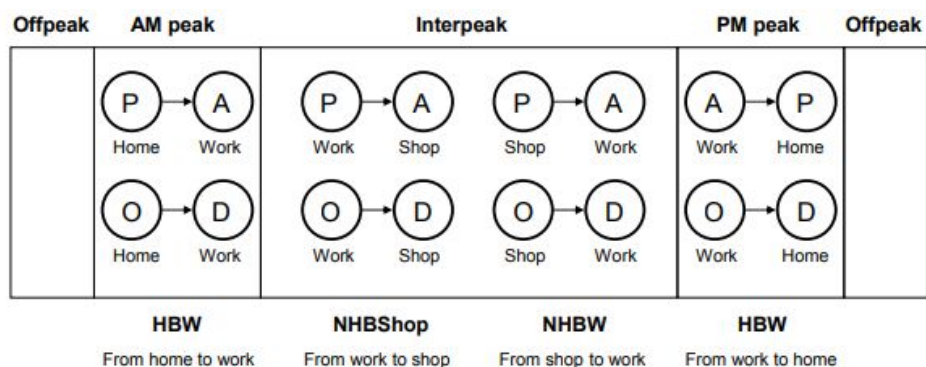 Offpeak AM peak Interpeak PM peak Offpeak
P A P A P A A P
Home Work Work Shop Shop Work Work Home
O D O D O D O D
Home Work Work Shop Shop Work Work Home
HBW NHBShop NHBW HBW
From home to work From work to shop From shop to work From work to home